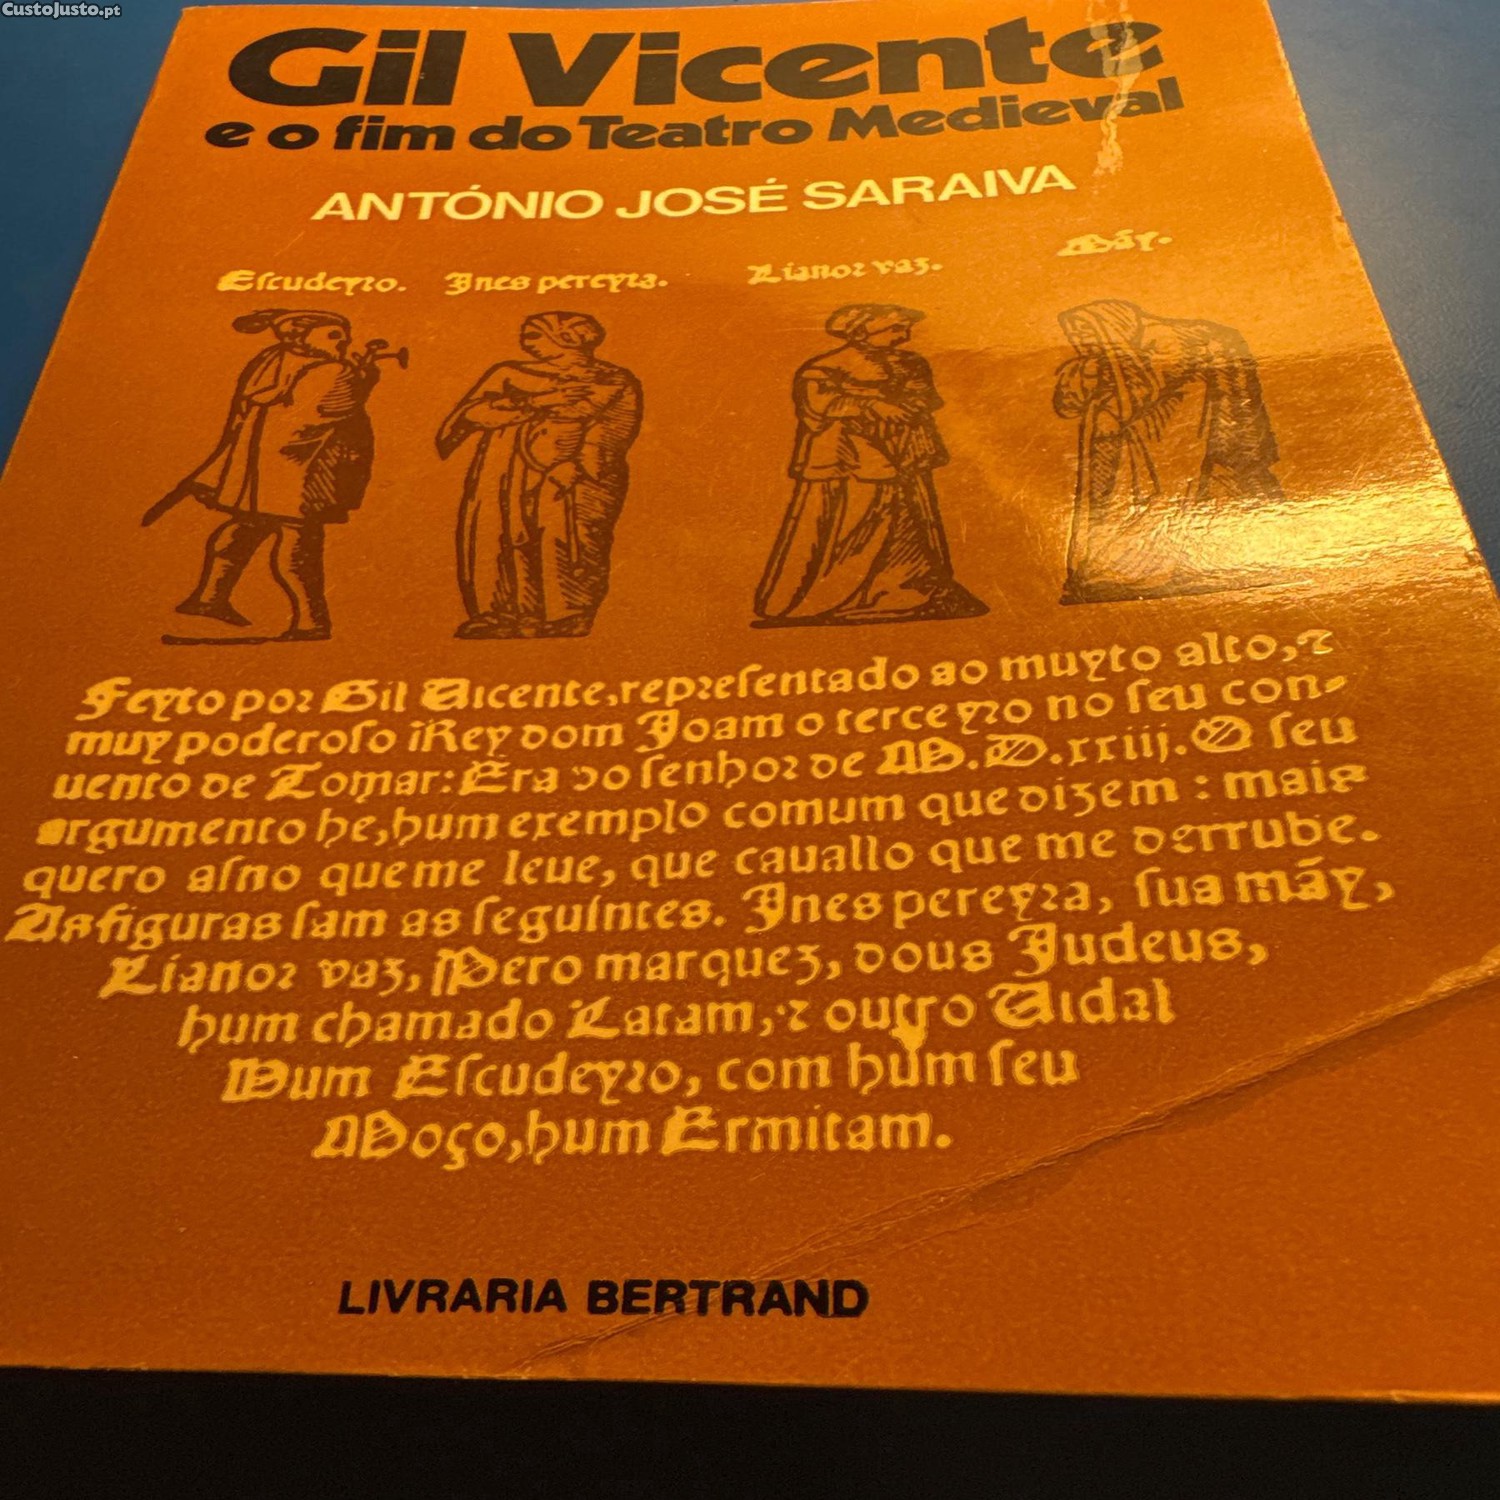 CustoJusto.pt
Gil Vicente
e o fim do Teatro Medieval
ANTÓNIO JOSÉ SARAIVA
Eſcudeyro. Jnes pereyra. Lianor vaz. Mãy.
Feyto por Gil Vicente, repreſentado ao muyto alto, ⁊
muy poderoſo Rey dom Joam o terceyro no ſeu con-
uento de Tomar: Era do ſenhor de M.D.xxiij. O ſeu
argumento he, hum exemplo comum que dizem: mais
quero aſno que me leue, que cauallo que me derrube.
As figuras ſam as ſeguintes. Jnes pereyra, ſua mãy,
Lianor vaz, Pero marquez, dous Judeus,
hum chamado Latam, ⁊ outro Vidal
Hum Eſcudeyro, com hum ſeu
Moço, hum Ermitam.
LIVRARIA BERTRAND